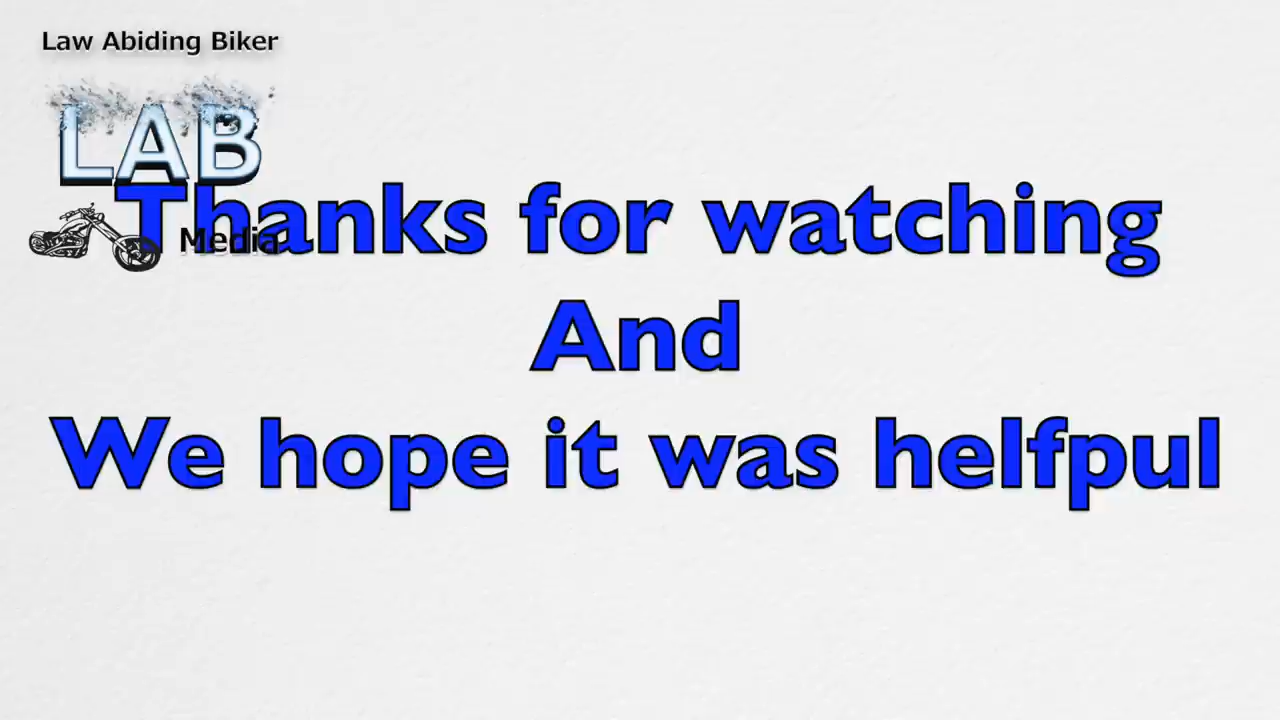 Law Abiding Biker
LAB
Media
Thanks for watching
And
We hope it was helfpul